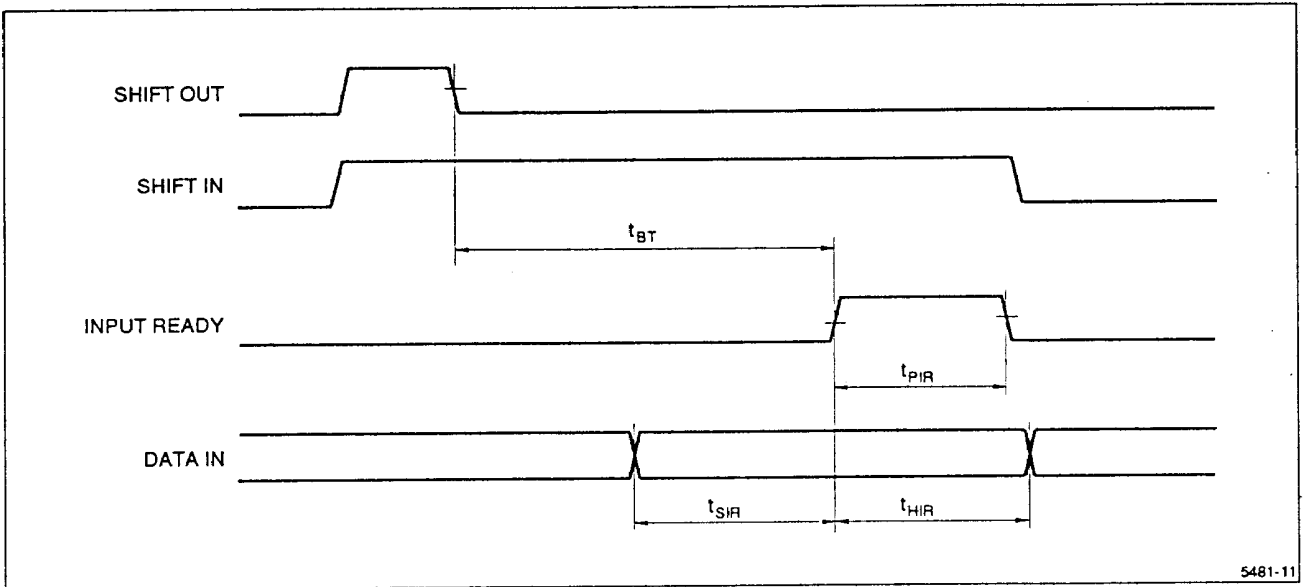 SHIFT OUT
SHIFT IN
tBT
INPUT READY
tPIR
DATA IN
tSIR
tHIR
5481-11